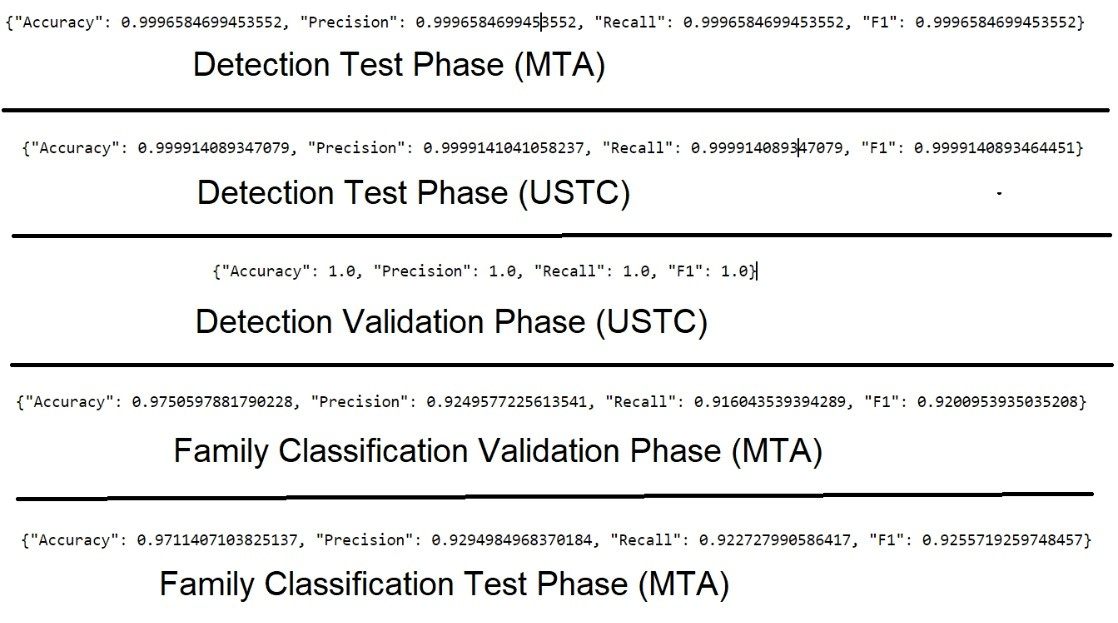 {"Accuracy": 0.9996584699453552, "Precision": 0.9996584699453552, "Recall": 0.9996584699453552, "F1": 0.9996584699453552}
Detection Test Phase (MTA)
{"Accuracy": 0.999914089347079, "Precision": 0.9999141041058237, "Recall": 0.999914089347079, "F1": 0.9999140893464451}
Detection Test Phase (USTC)
{"Accuracy": 1.0, "Precision": 1.0, "Recall": 1.0, "F1": 1.0}
Detection Validation Phase (USTC)
{"Accuracy": 0.9750597881790228, "Precision": 0.9249577225613541, "Recall": 0.916043539394289, "F1": 0.9200953935035208}
Family Classification Validation Phase (MTA)
{"Accuracy": 0.9711407103825137, "Precision": 0.9294984968370184, "Recall": 0.922727990586417, "F1": 0.9255719259748457}
Family Classification Test Phase (MTA)